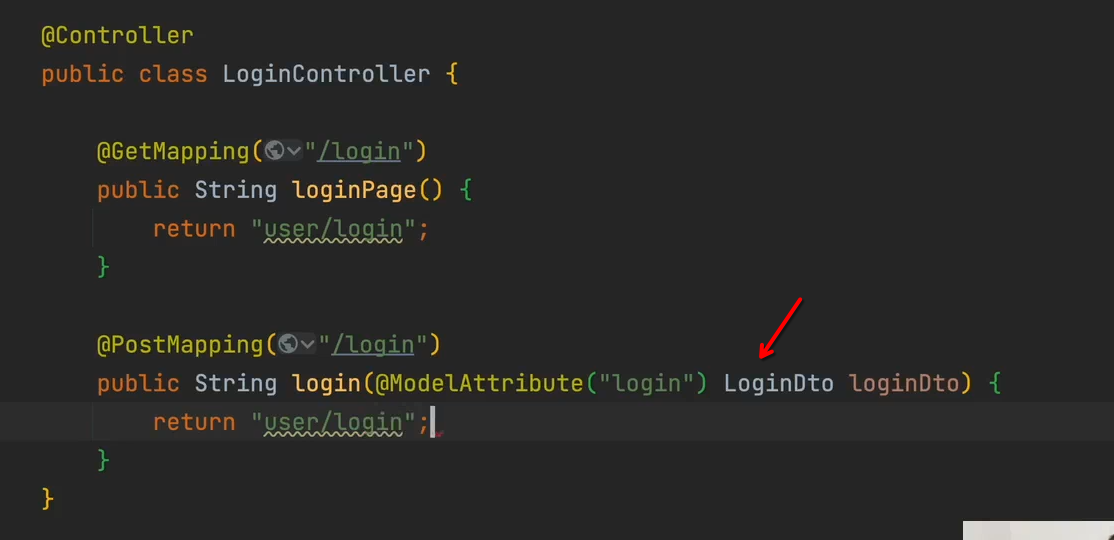 @Controller
public class LoginController {
@GetMapping("/login")
public String loginPage() {
return "user/login";
}
@PostMapping("/login")
public String login(@ModelAttribute("login") LoginDto loginDto) {
return "user/login";
}
}